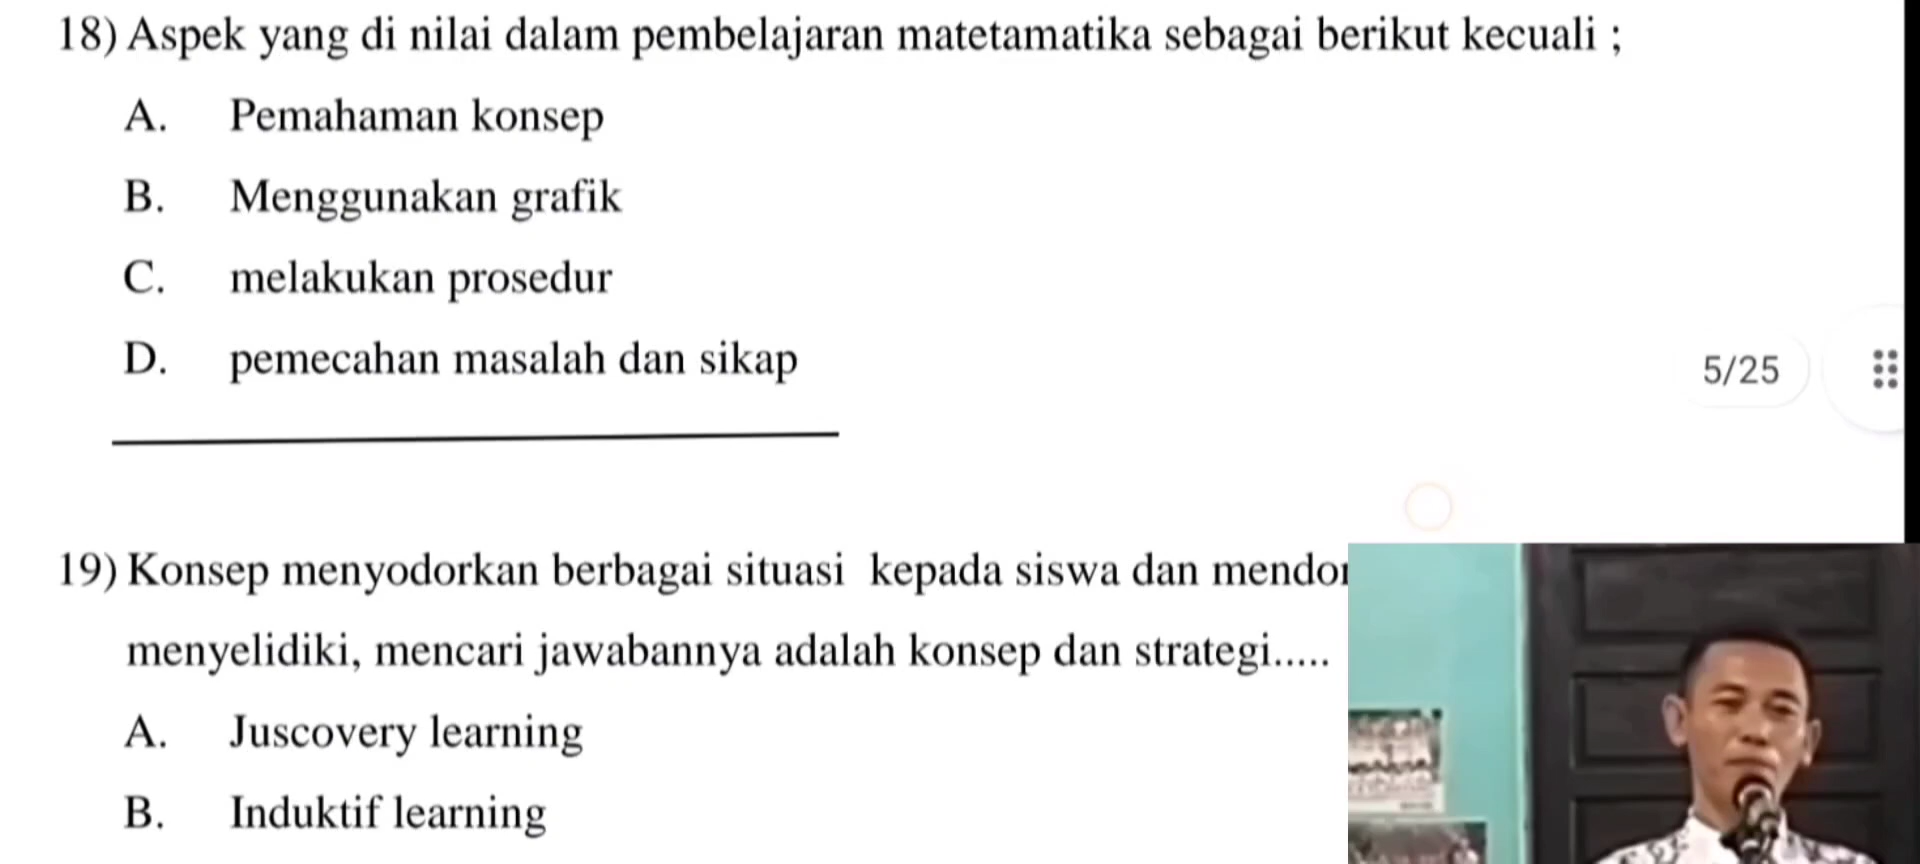 18) Aspek yang di nilai dalam pembelajaran matetamatika sebagai berikut kecuali ;
A. Pemahaman konsep
B. Menggunakan grafik
C. melakukan prosedur
D. pemecahan masalah dan sikap
5/25
19) Konsep menyodorkan berbagai situasi kepada siswa dan
menyelidiki, mencari jawabannya adalah konsep dan strategi.....
A. Juscovery learning
B. Induktif learning